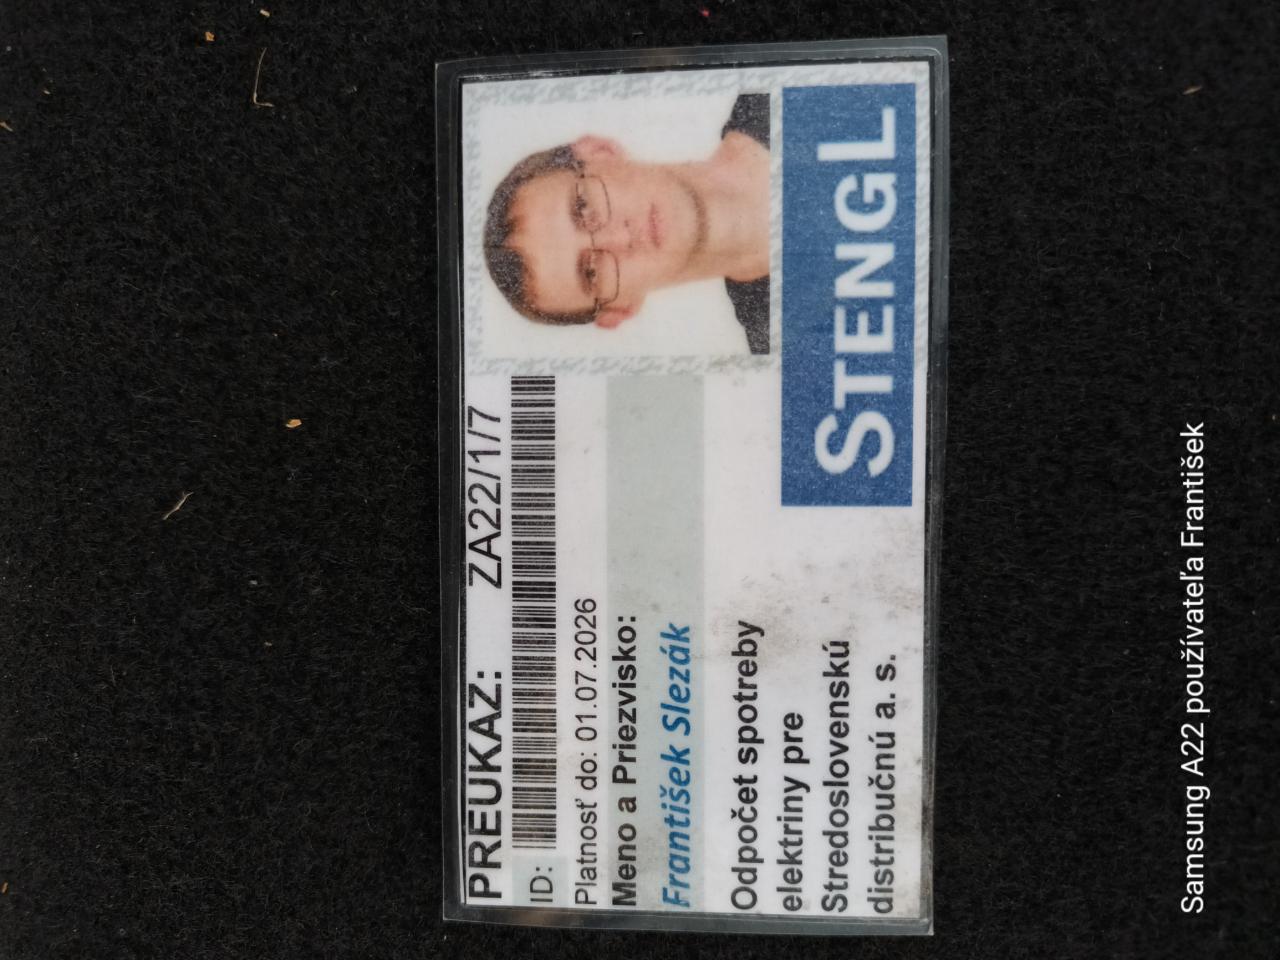 PREUKAZ: ZA22/1/7
ID:
Platnosť do: 01.07.2026
Meno a Priezvisko:
František Slezák
Odpočet spotreby
elektriny pre
Stredoslovenskú
distribučnú a. s.
STENGL
Samsung A22 používateľa František